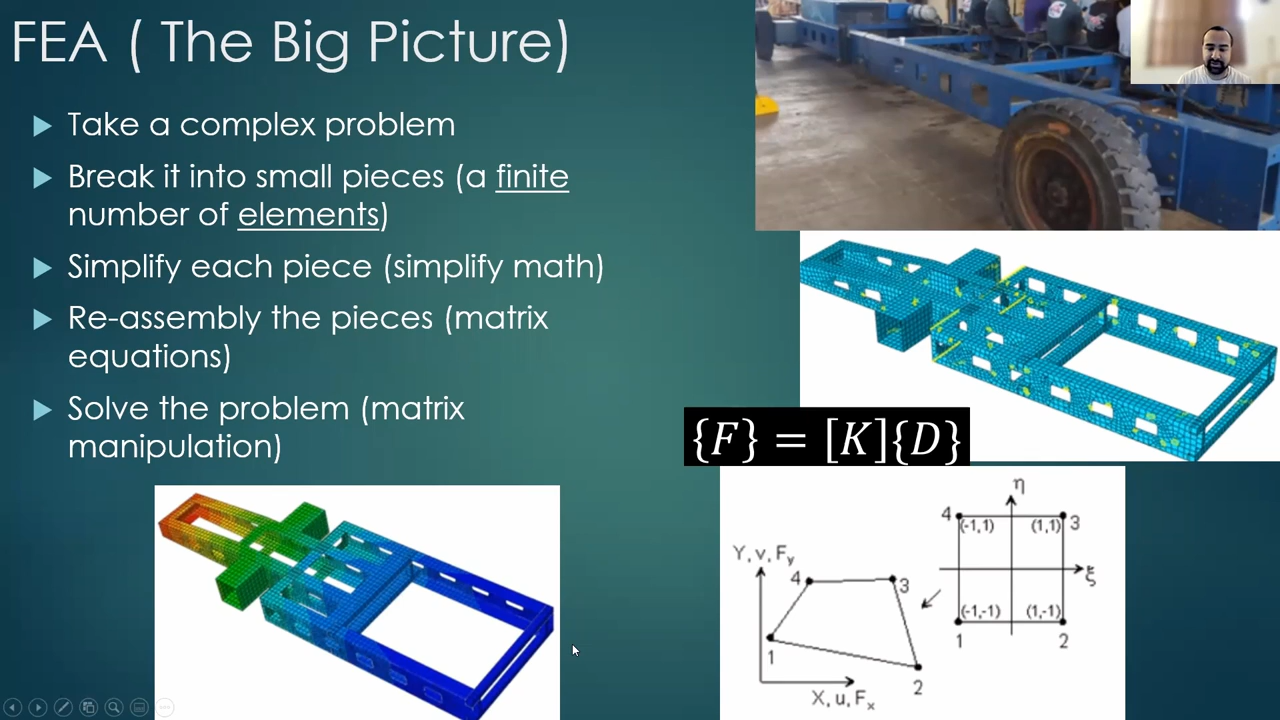 FEA ( The Big Picture)
Take a complex problem
Break it into small pieces (a finite
number of elements)
Simplify each piece (simplify math)
Re-assembly the pieces (matrix
equations)
Solve the problem (matrix
manipulation)
{F} = [K]{D}
η
4
(-1,1)
(1,1)
3
ξ
(-1,-1)
(1,-1)
1
2
Y, v, Fy
4
3
1
2
X, u, Fx